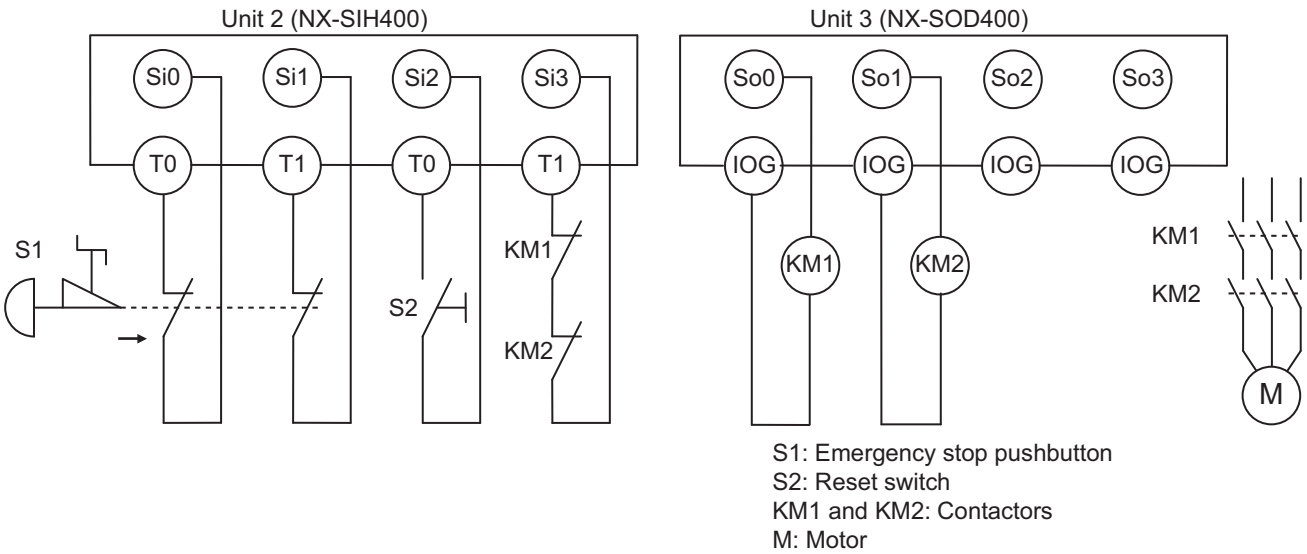 Unit 2 (NX-SIH400)
Unit 3 (NX-SOD400)
Si0 Si1 Si2 Si3
So0 So1 So2 So3
T0 T1 T0 T1
IOG IOG IOG IOG
S1
S2
KM1
KM2
KM1 KM2
KM1
KM2
M
S1: Emergency stop pushbutton
S2: Reset switch
KM1 and KM2: Contactors
M: Motor